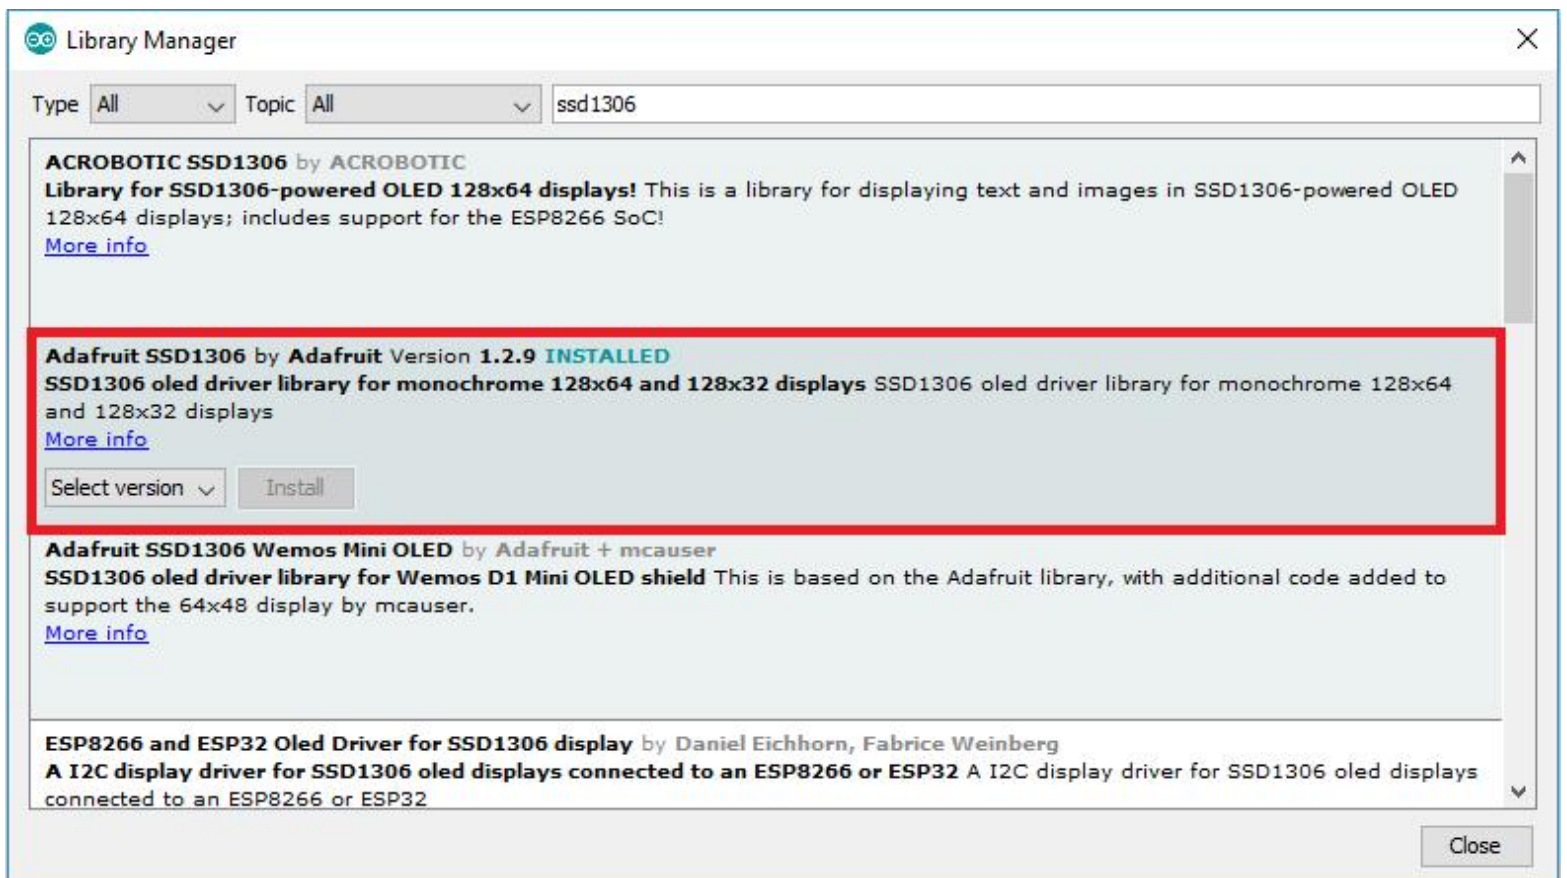 Library Manager
Type All Topic All ssd1306
ACROBOTIC SSD1306 by ACROBOTIC
Library for SSD1306-powered OLED 128x64 displays! This is a library for displaying text and images in SSD1306-powered OLED
128x64 displays; includes support for the ESP8266 SoC!
More info
Adafruit SSD1306 by Adafruit Version 1.2.9 INSTALLED
SSD1306 oled driver library for monochrome 128x64 and 128x32 displays SSD1306 oled driver library for monochrome 128x64
and 128x32 displays
More info
Select version Install
Adafruit SSD1306 Wemos Mini OLED by Adafruit + mcauser
SSD1306 oled driver library for Wemos D1 Mini OLED shield This is based on the Adafruit library, with additional code added to
support the 64x48 display by mcauser.
More info
ESP8266 and ESP32 Oled Driver for SSD1306 display by Daniel Eichhorn, Fabrice Weinberg
A I2C display driver for SSD1306 oled displays connected to an ESP8266 or ESP32 A I2C display driver for SSD1306 oled displays
connected to an ESP8266 or ESP32
Close